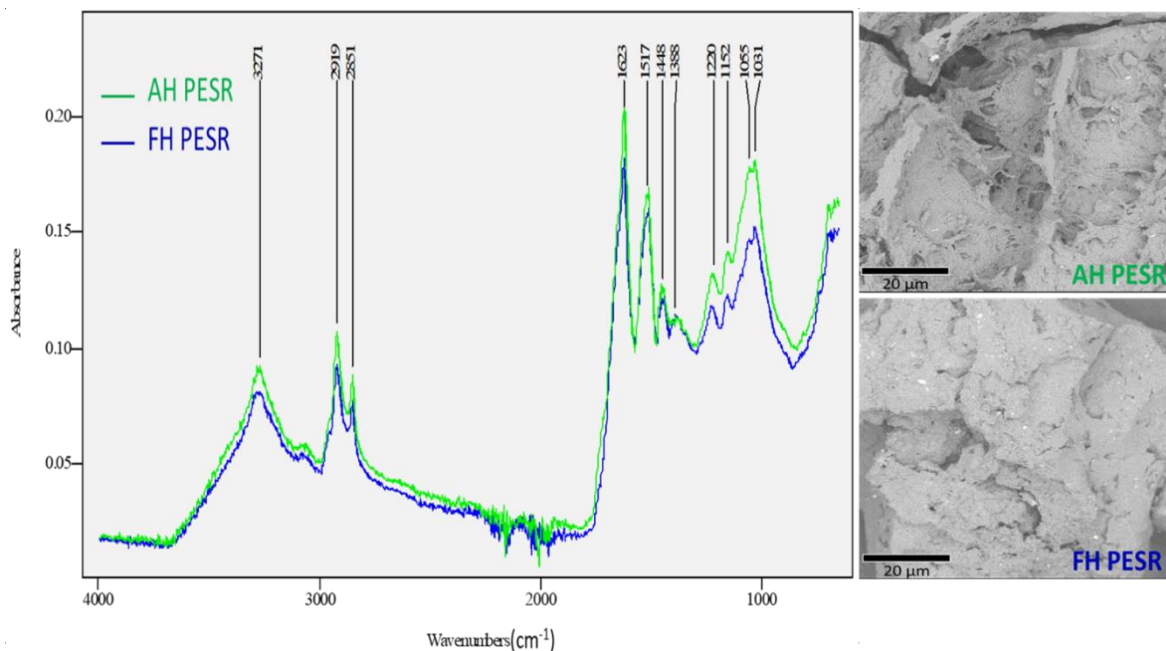 3271
2919
2851
1623
1517
1448
1388
1220
1152
1055
1031
AH PESR
FH PESR
0.20
0.15
0.10
0.05
Absorbance
4000
3000
2000
1000
Wavenunbers(cm-1)
20 µm
AH PESR
20 µm
FH PESR